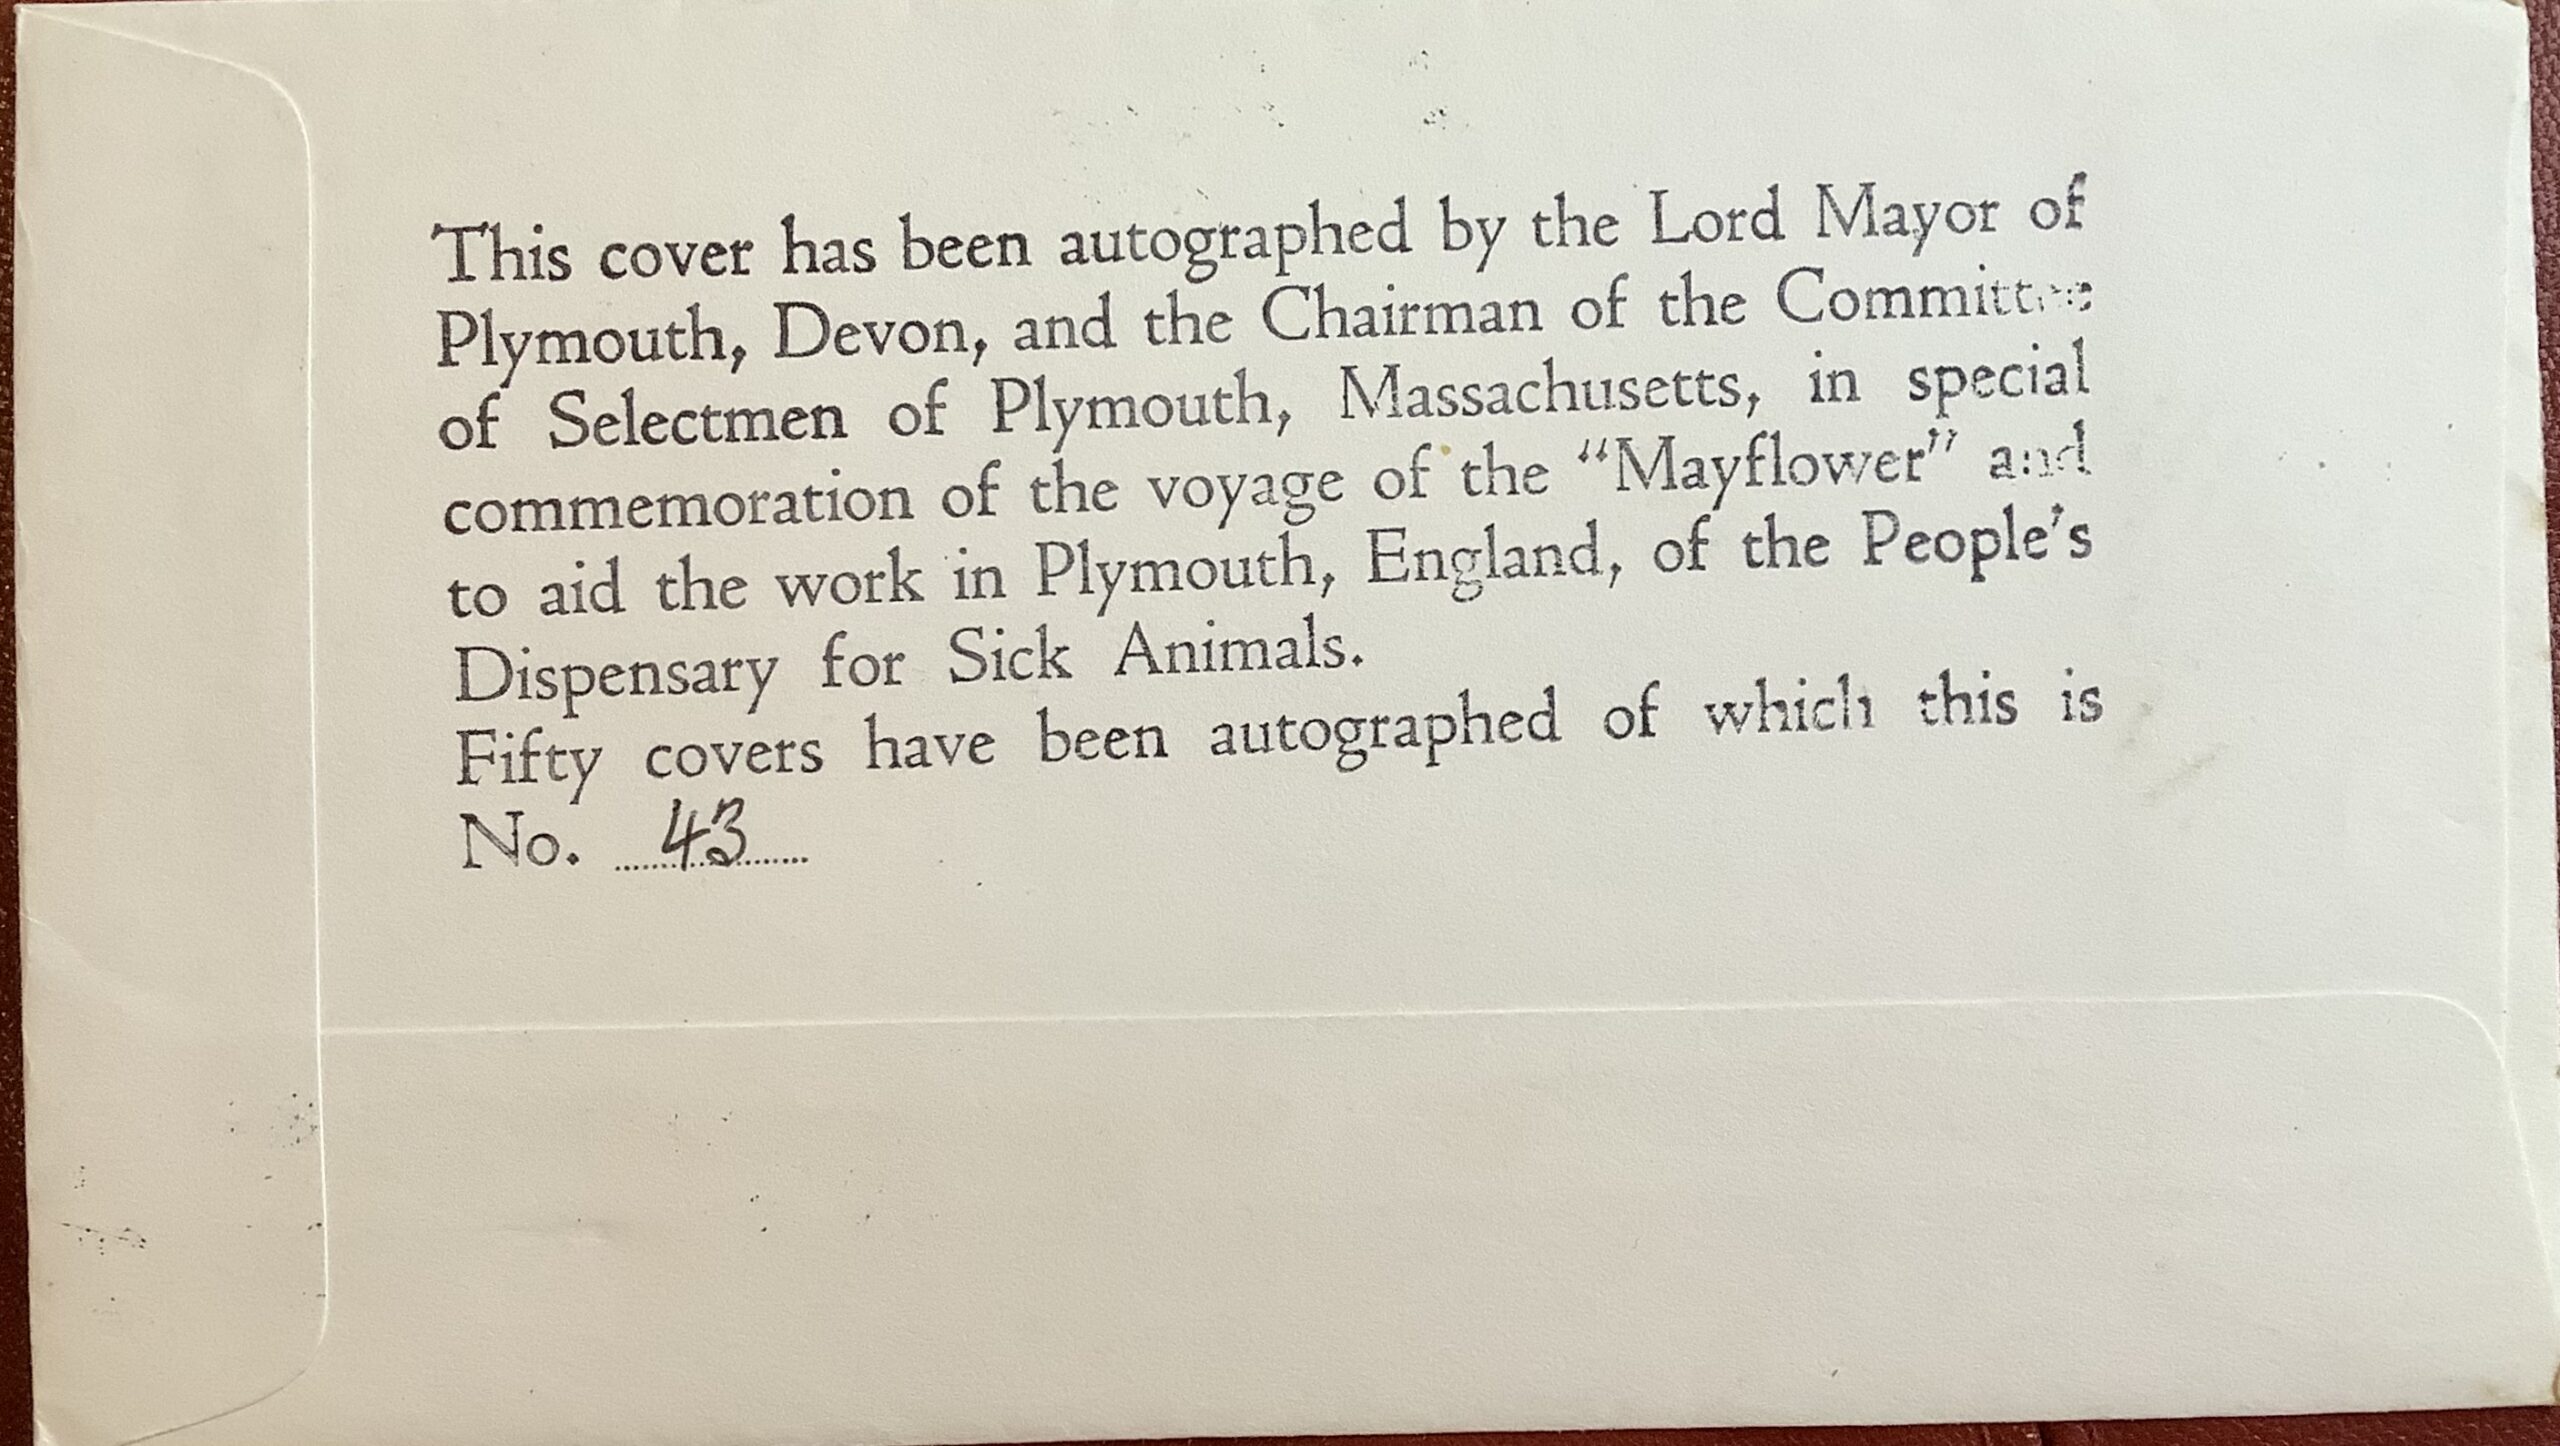 This cover has been autographed by the Lord Mayor of
Plymouth, Devon, and the Chairman of the Committee
of Selectmen of Plymouth, Massachusetts, in special
commemoration of the voyage of the “Mayflower” and
to aid the work in Plymouth, England, of the People's
Dispensary for Sick Animals.
Fifty covers have been autographed of which this is
No. 43